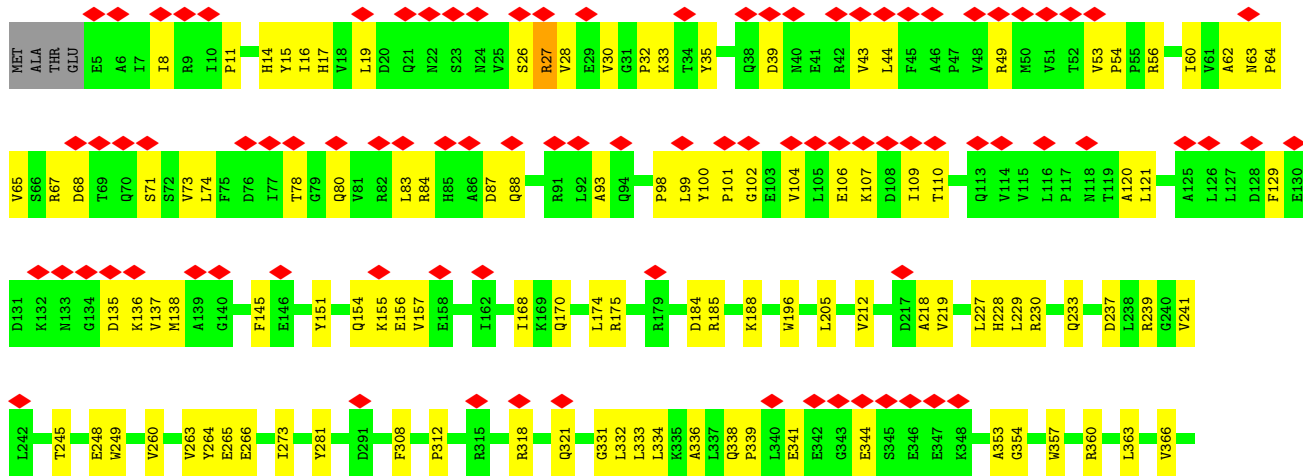 MET ALA THR GLU E5 A6 I7 I8 R9 I10 P11 H14 Y15 I16 H17 V18 L19 D20 Q21 N22 S23 N24 V25 S26 R27 V28 E29 V30 G31 P32 K33 T34 Y35 Q38 D39 N40 E41 R42 V43 L44 F45 A46 P47 V48 R49 M50 V51 T52 V53 P54 P55 R56 I60 V61 A62 N63 P64
V65 S66 R67 D68 T69 Q70 S71 S72 V73 L74 F75 D76 I77 T78 G79 Q80 V81 R82 L83 R84 H85 A86 D87 Q88 R91 L92 A93 Q94 P98 L99 Y100 P101 G102 E103 V104 L105 E106 K107 D108 I109 T110 Q113 V114 V115 L116 P117 N118 T119 A120 L121 A125 L126 L127 D128 F129 E130
D131 K132 N133 G134 D135 K136 V137 M138 A139 G140 F145 E146 Y151 Q154 K155 E156 V157 E158 I162 I168 K169 Q170 L174 R175 R179 D184 R185 K188 W196 L205 V212 D217 A218 V219 L227 H228 L229 R230 Q233 D237 L238 R239 G240 V241
L242 T245 E248 W249 V260 V263 Y264 E265 E266 I273 Y281 D291 F308 P312 R315 R318 Q321 G331 L332 L333 L334 K335 A336 L337 Q338 P339 L340 E341 E342 G343 E344 S345 E346 E347 K348 A353 G354 W357 R360 A363 V366